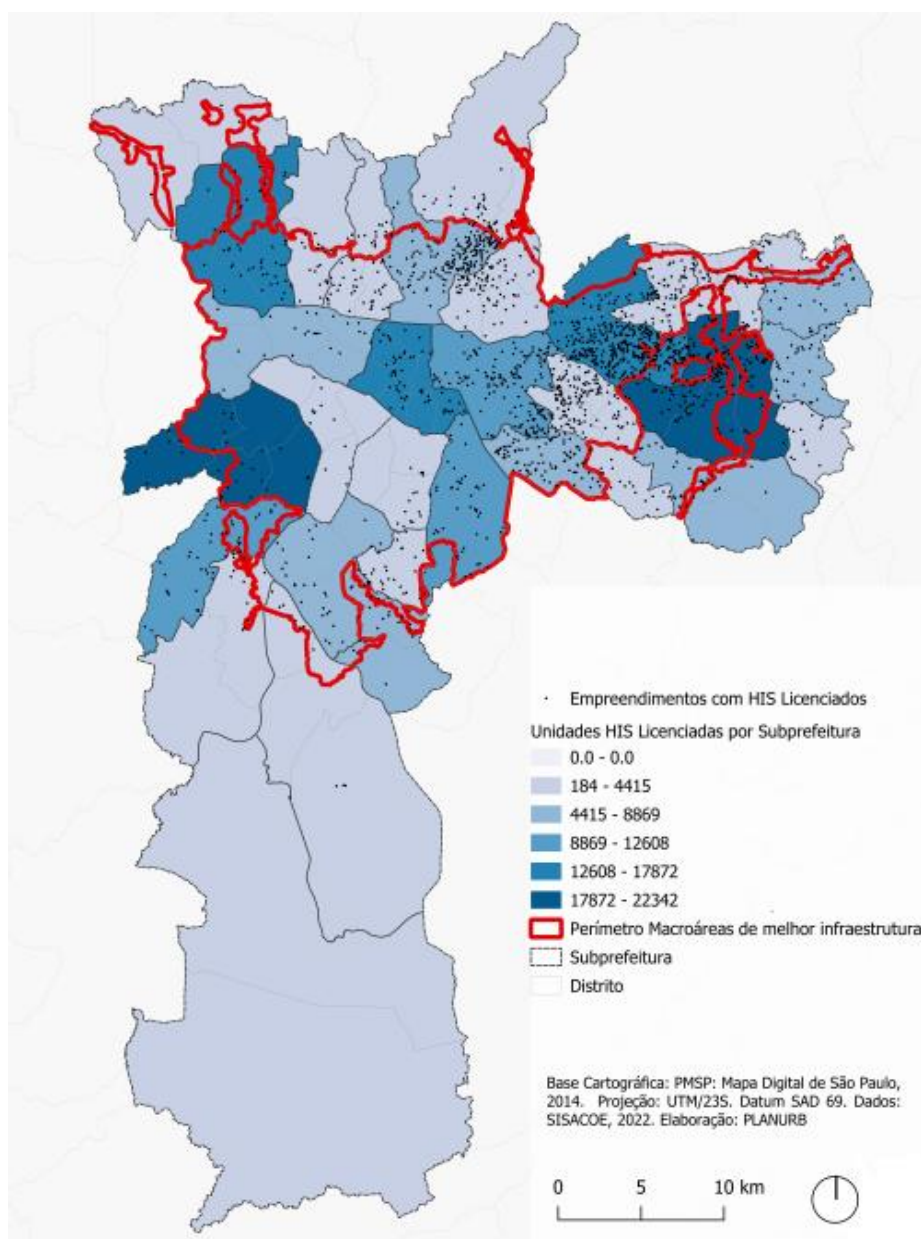 Empreendimentos com HIS Licenciados
Unidades HIS Licenciadas por Subprefeitura
0.0 - 0.0
184 - 4415
4415 - 8869
8869 - 12608
12608 - 17872
17872 - 22342
Perímetro Macroáreas de melhor infraestrutura
Subprefeitura
Distrito
Base Cartográfica: PMSP: Mapa Digital de São Paulo,
2014. Projeção: UTM/23S. Datum SAD 69. Dados:
SISACOE, 2022. Elaboração: PLANURB
0 5 10 km